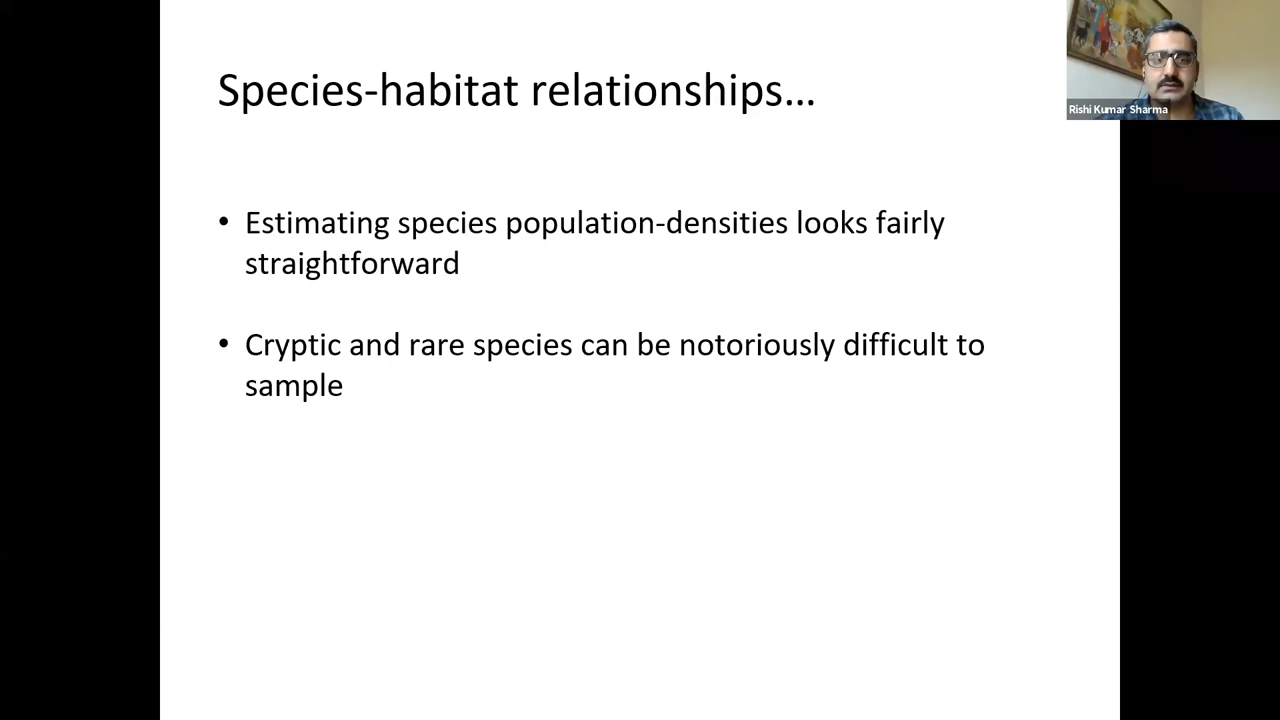 Species-habitat relationships...
Rishi Kumar Sharma
• Estimating species population-densities looks fairly
straightforward
• Cryptic and rare species can be notoriously difficult to
sample